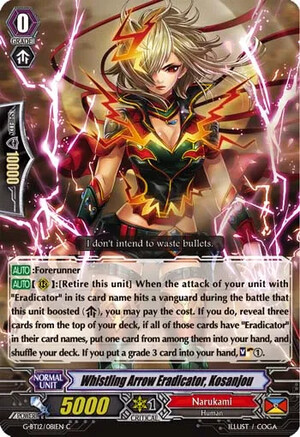 0
GRADE
10000
SHIELD
I don't intend to waste bullets.
AUTO :Forerunner
AUTO [ ]:[Retire this unit] When the attack of your unit with
"Eradicator" in its card name hits a vanguard during the battle that
this unit boosted ( ), you may pay the cost. If you do, reveal three
cards from the top of your deck, if all of those cards have "Eradicator"
in their card names, put one card from among them into your hand, and
shuffle your deck. If you put a grade 3 card into your hand, V ①.
NORMAL
UNIT
Whistling Arrow Eradicator, Kosanjou
POWER
5000
1
Narukami
Human
G-BT12/081EN C
ILLUST / COGA